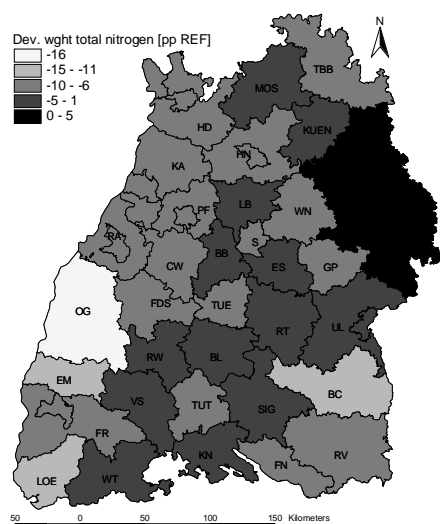 Dev. wght total nitrogen [pp REF]
-16
-15 - -11
-10 - -6
-5 - 1
0 - 5
N
TBB
MOS
KUEN
HD
HN
KA
LB
WN
PF
RA
S
BB
ES
GP
CW
OG
FDS
TUE
RT
UL
RW
BL
EM
BC
VS
TUT
SIG
FR
KN
FN
RV
LOE
WT
50 0 50 100 150 Kilometers